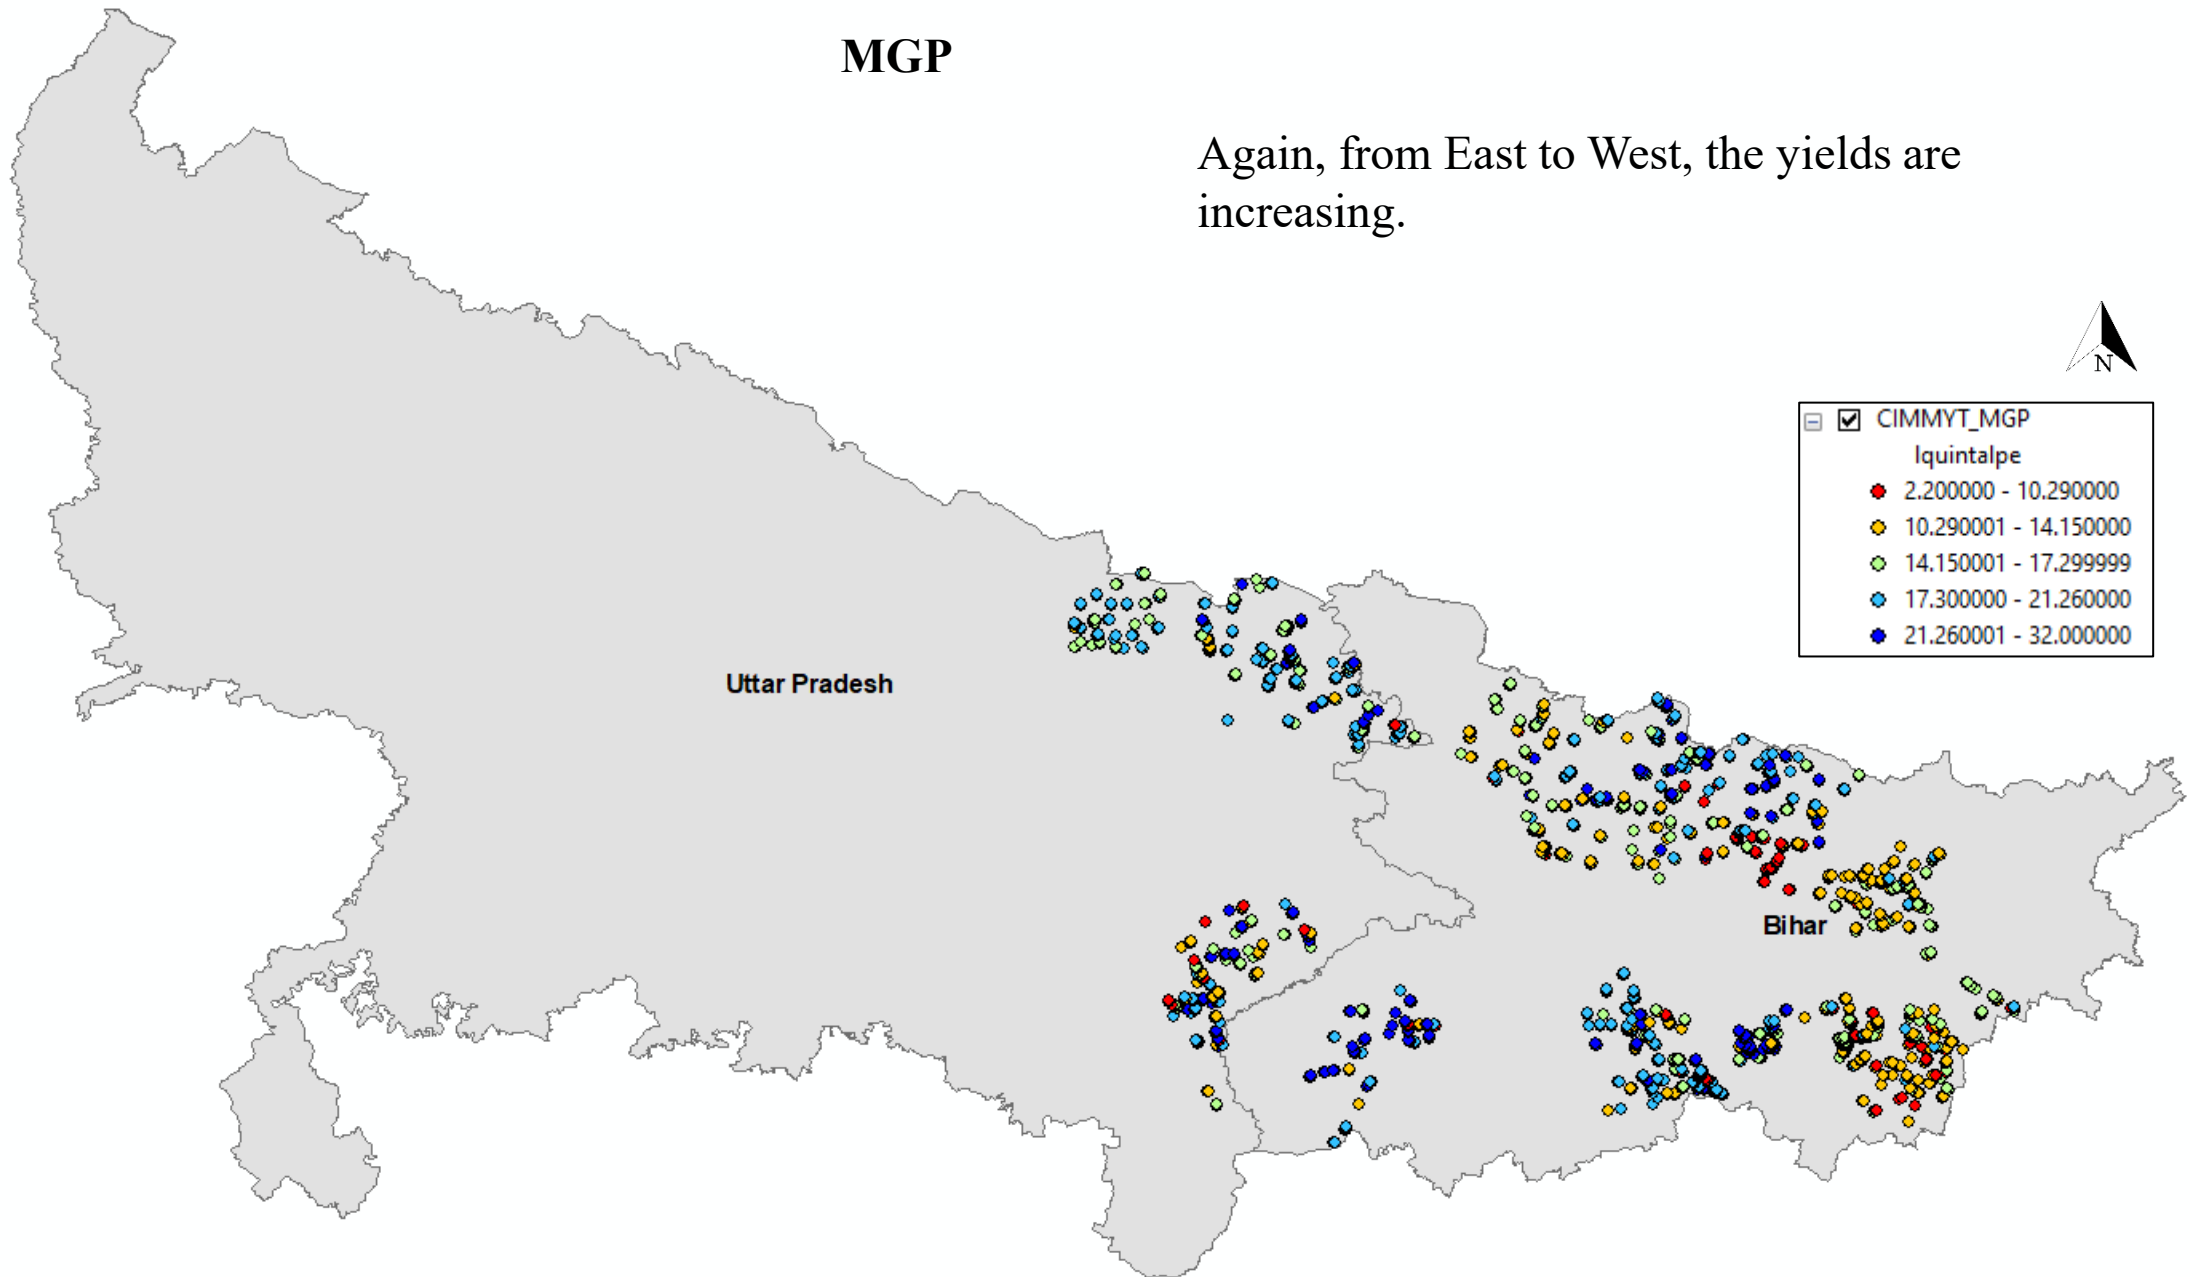 MGP
Again, from East to West, the yields are
increasing.
N
CIMMYT_MGP
lquintalpe
2.200000 - 10.290000
10.290001 - 14.150000
14.150001 - 17.299999
17.300000 - 21.260000
21.260001 - 32.000000
Uttar Pradesh
Bihar